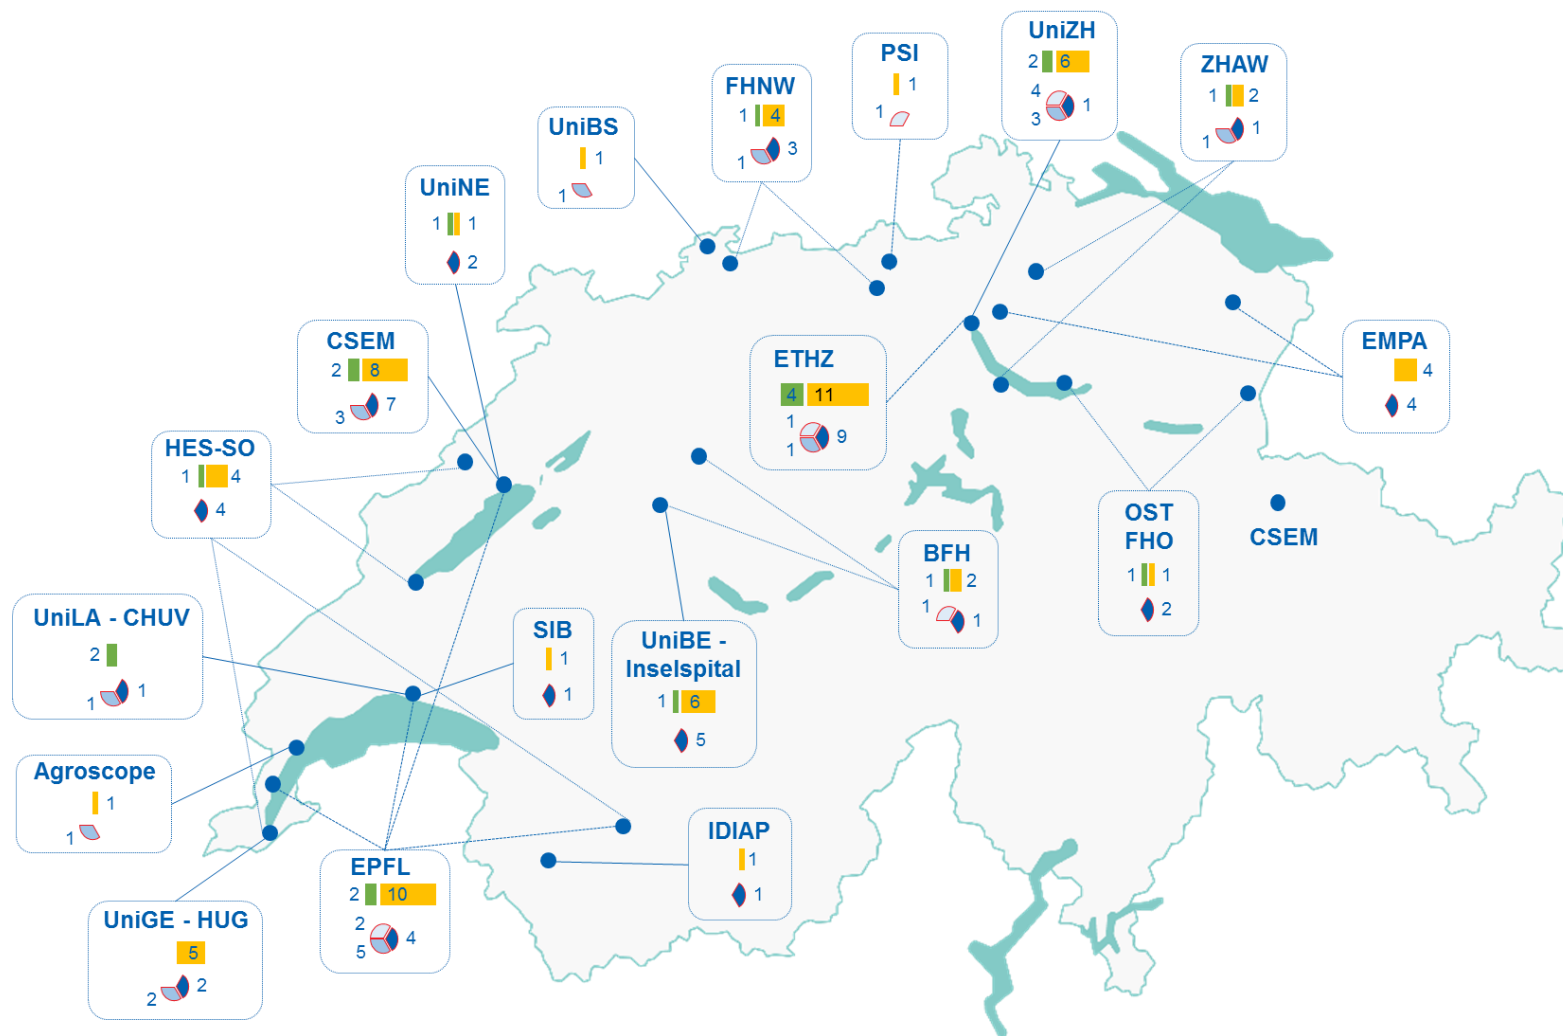 UniZH
2 6
4
1
3
PSI
1
1
ZHAW
1 2
1
1
FHNW
1 4
3
1
UniBS
1
1
UniNE
1 1
2
CSEM
2 8
7
3
ETHZ
4 11
1
9
1
EMPA
4
4
HES-SO
1 4
4
OST
FHO
1 1
2
CSEM
BFH
1 2
1
1
UniLA - CHUV
2
1
1
SIB
1
1
UniBE -
Inselspital
1 6
5
Agroscope
1
1
IDIAP
1
1
EPFL
2 10
2
4
5
UniGE - HUG
5
2
2